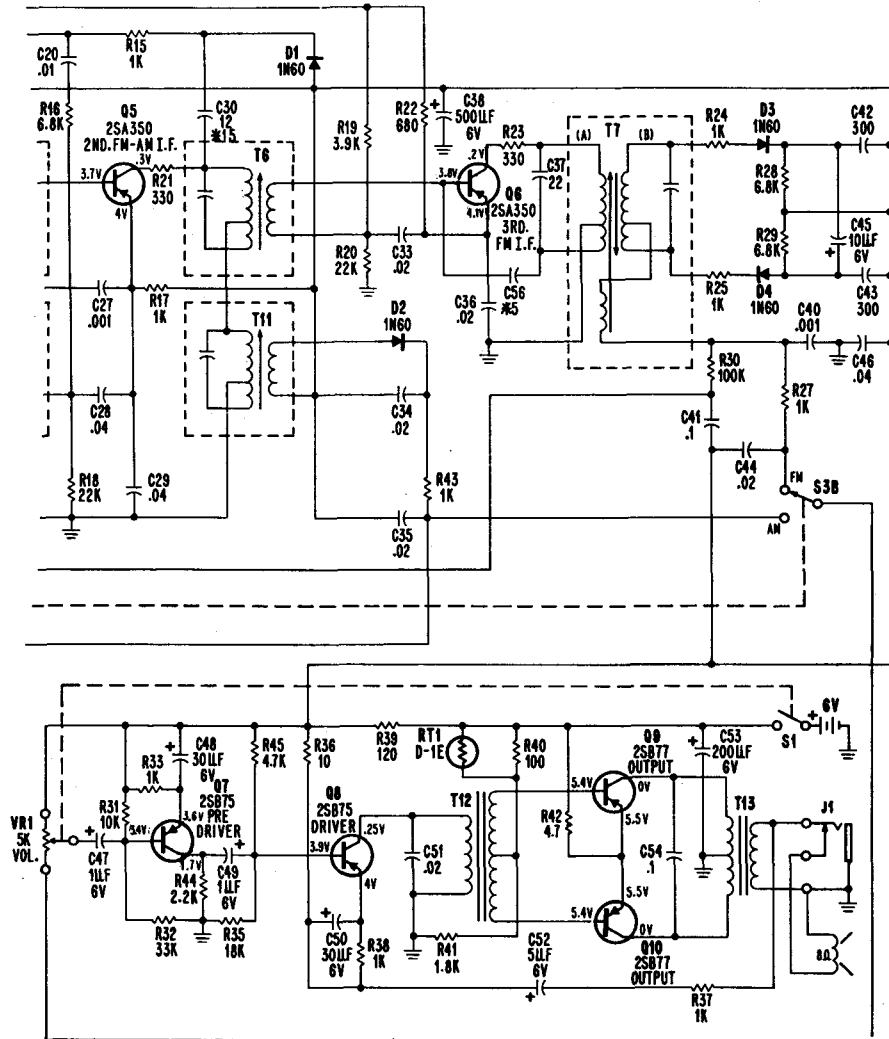 C20
.01
R15
1K
D1
1N60
R16
6.8K
Q5
2SA350
2ND. FM-AM I.F.
C30
12
*15
T6
R19
3.9K
R22
680
+
C38
500µF
6V
R23
330
(A)
T7
(B)
R24
1K
D3
1N60
C42
300
3.7V
.3V
R21
330
4V
3.8V
.2V
Q6
2SA350
3RD.
FM I.F.
4.1V
C37
22
R28
6.8K
R29
6.8K
C45
10µF
6V
+
R20
22K
C33
.02
C36
.02
C56
*5
R25
1K
D4
1N60
C43
300
C27
.001
R17
1K
T11
D2
1N60
C40
.001
C46
.04
R30
100K
R27
1K
C28
.04
C34
.02
C41
.1
C44
.02
R18
22K
C29
.04
R43
1K
C35
.02
FM
S3B
AM
R33
1K
+
C48
30µF
6V
R45
4.7K
R36
10
R39
120
RT1
D-1E
R40
100
Q9
2SB77
OUTPUT
+
C53
200µF
6V
S1
+
6V
VR1
5K
VOL.
R31
10K
3.6V
Q7
2SB75
PRE
DRIVER
Q8
2SB75
DRIVER
.25V
T12
5.4V
0V
5.5V
R42
4.7
T13
J1
+
C47
1µF
6V
3.4V
1.7V
R44
2.2K
+
C49
1µF
6V
3.9V
4V
C51
.02
C54
.1
5.5V
5.4V
0V
R32
33K
R35
18K
+
C50
30µF
6V
R38
1K
R41
1.8K
C52
5µF
6V
+
Q10
2SB77
OUTPUT
R37
1K
8Ω